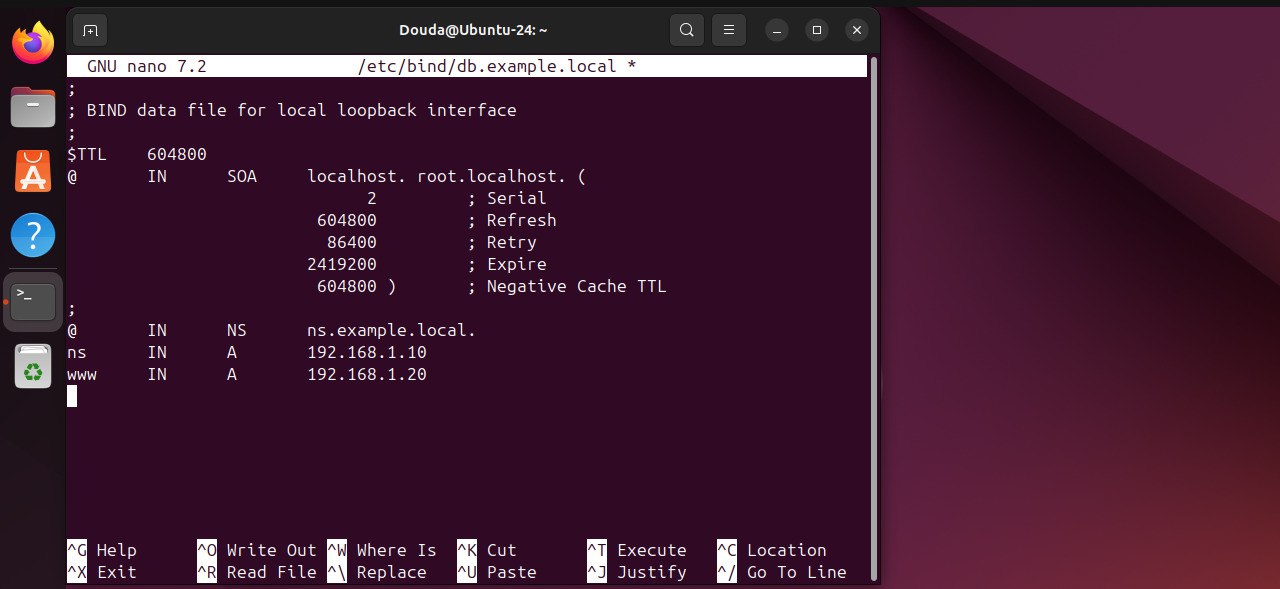 Douda@Ubuntu-24: ~
GNU nano 7.2 /etc/bind/db.example.local *
;
; BIND data file for local loopback interface
;
$TTL 604800
@ IN SOA localhost. root.localhost. (
2 ; Serial
604800 ; Refresh
86400 ; Retry
2419200 ; Expire
604800 ) ; Negative Cache TTL
;
@ IN NS ns.example.local.
ns IN A 192.168.1.10
www IN A 192.168.1.20
^G Help ^O Write Out ^W Where Is ^K Cut ^T Execute ^C Location
^X Exit ^R Read File ^\ Replace ^U Paste ^J Justify ^/ Go To Line